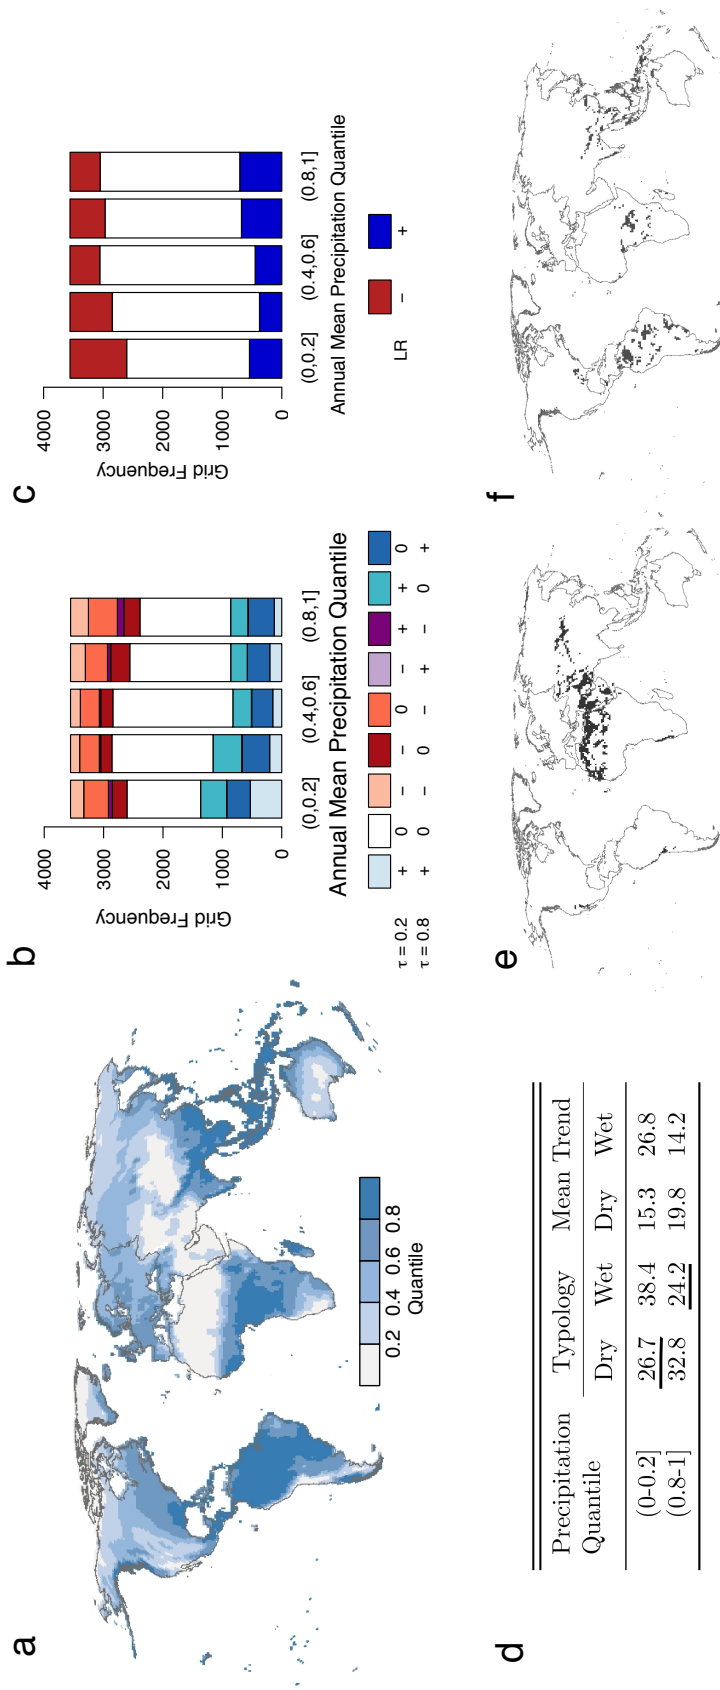 a
0.2 0.4 0.6 0.8
Quantile
b
Grid Frequency
0 1000 2000 3000 4000
(0,0.2] (0.4,0.6] (0.8,1]
Annual Mean Precipitation Quantile
τ = 0.2 + 0 − − 0 − + + 0
τ = 0.8 + 0 − 0 − + − 0 +
c
Grid Frequency
0 1000 2000 3000 4000
(0,0.2] (0.4,0.6] (0.8,1]
Annual Mean Precipitation Quantile
LR − +
d
Precipitation Typology Mean Trend
Quantile Dry Wet Dry Wet
(0-0.2] 26.7 38.4 15.3 26.8
(0.8-1] 32.8 24.2 19.8 14.2
e
f